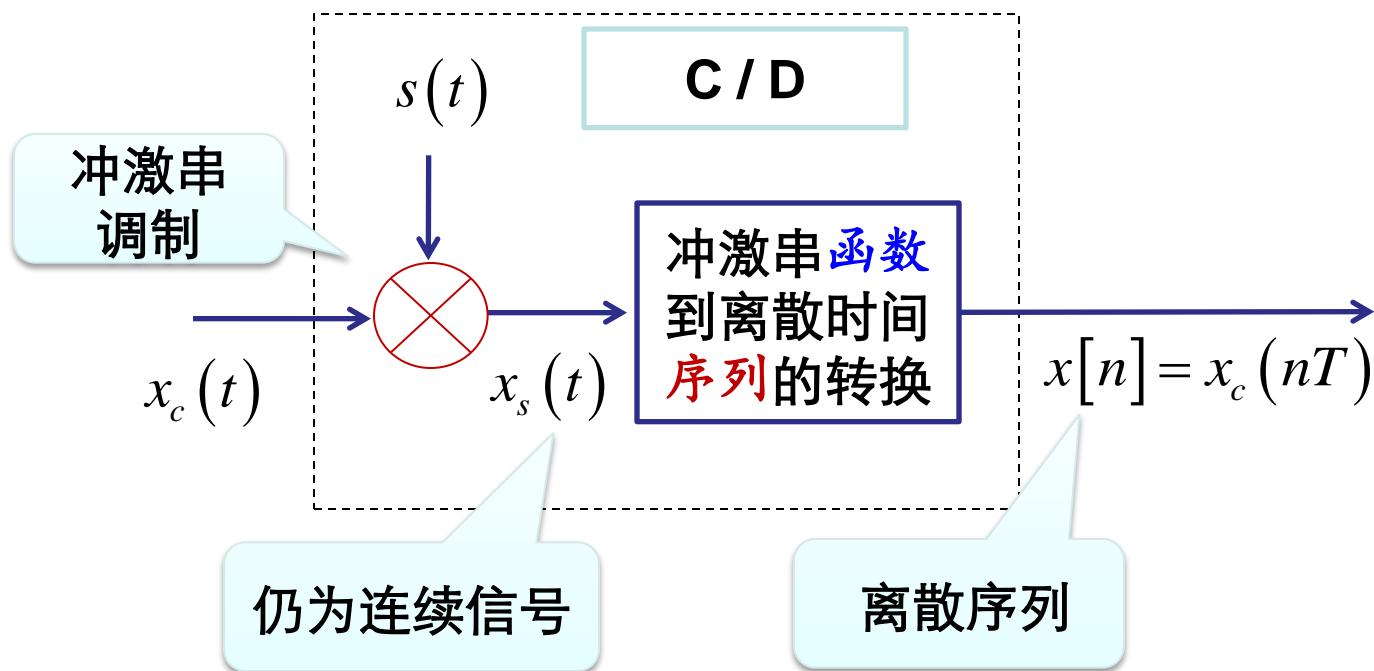 C / D
s(t)
冲激串
调制
冲激串函数
到离散时间
序列的转换
x_c(t)
x_s(t)
x[n] = x_c(nT)
仍为连续信号
离散序列